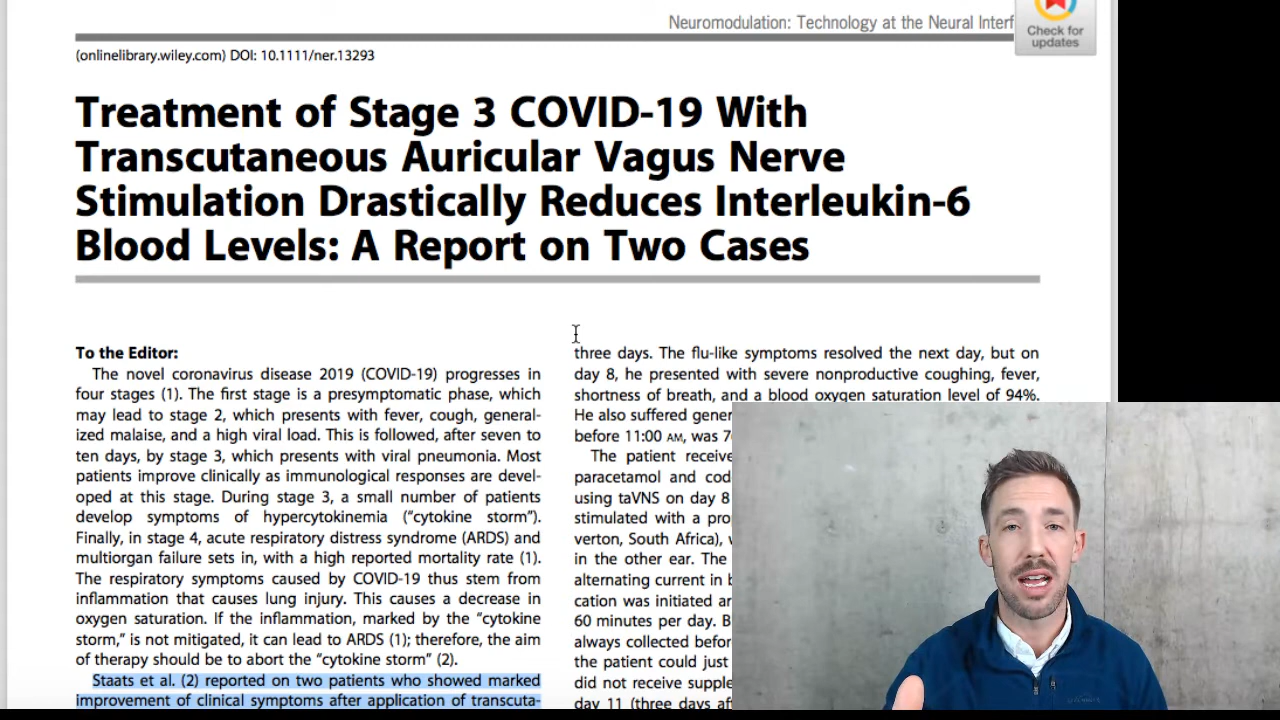 Neuromodulation: Technology at the Neural Interf
Check for
updates
(onlinelibrary.wiley.com) DOI: 10.1111/ner.13293
Treatment of Stage 3 COVID-19 With
Transcutaneous Auricular Vagus Nerve
Stimulation Drastically Reduces Interleukin-6
Blood Levels: A Report on Two Cases
To the Editor:
The novel coronavirus disease 2019 (COVID-19) progresses in
four stages (1). The first stage is a presymptomatic phase, which
may lead to stage 2, which presents with fever, cough, general-
ized malaise, and a high viral load. This is followed, after seven to
ten days, by stage 3, which presents with viral pneumonia. Most
patients improve clinically as immunological responses are devel-
oped at this stage. During stage 3, a small number of patients
develop symptoms of hypercytokinemia (“cytokine storm”).
Finally, in stage 4, acute respiratory distress syndrome (ARDS) and
multiorgan failure sets in, with a high reported mortality rate (1).
The respiratory symptoms caused by COVID-19 thus stem from
inflammation that causes lung injury. This causes a decrease in
oxygen saturation. If the inflammation, marked by the “cytokine
storm,” is not mitigated, it can lead to ARDS (1); therefore, the aim
of therapy should be to abort the “cytokine storm” (2).
Staats et al. (2) reported on two patients who showed marked
improvement of clinical symptoms after application of transcuta-
three days. The flu-like symptoms resolved the next day, but on
day 8, he presented with severe nonproductive coughing, fever,
shortness of breath, and a blood oxygen saturation level of 94%.
He also suffered gener
before 11:00 AM, was 7
The patient receive
paracetamol and cod
using taVNS on day 8
stimulated with a pro
verton, South Africa), 
in the other ear. The
alternating current in
cation was initiated ar
60 minutes per day. B
always collected befor
the patient could just
did not receive supple
day 11 (three days af